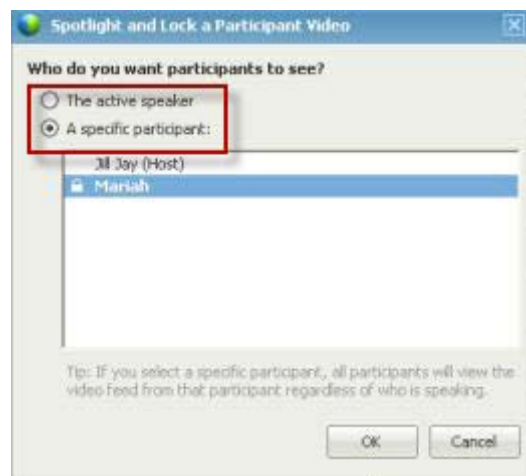 Spotlight and Lock a Participant Video
Who do you want participants to see?
The active speaker
A specific participant:
Jill Jay (Host)
Mariah
Tip: If you select a specific participant, all participants will view the
video feed from that participant regardless of who is speaking.
OK
Cancel